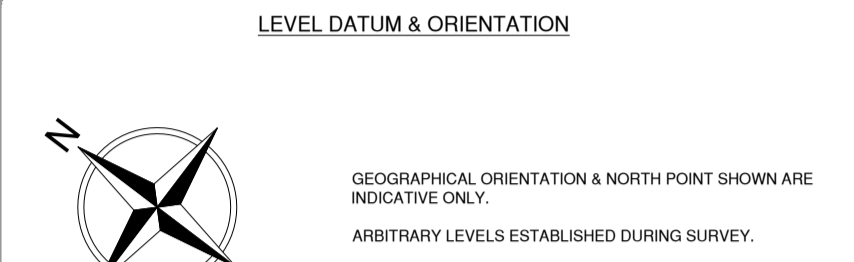 LEVEL DATUM & ORIENTATION
N
GEOGRAPHICAL ORIENTATION & NORTH POINT SHOWN ARE
INDICATIVE ONLY.
ARBITRARY LEVELS ESTABLISHED DURING SURVEY.